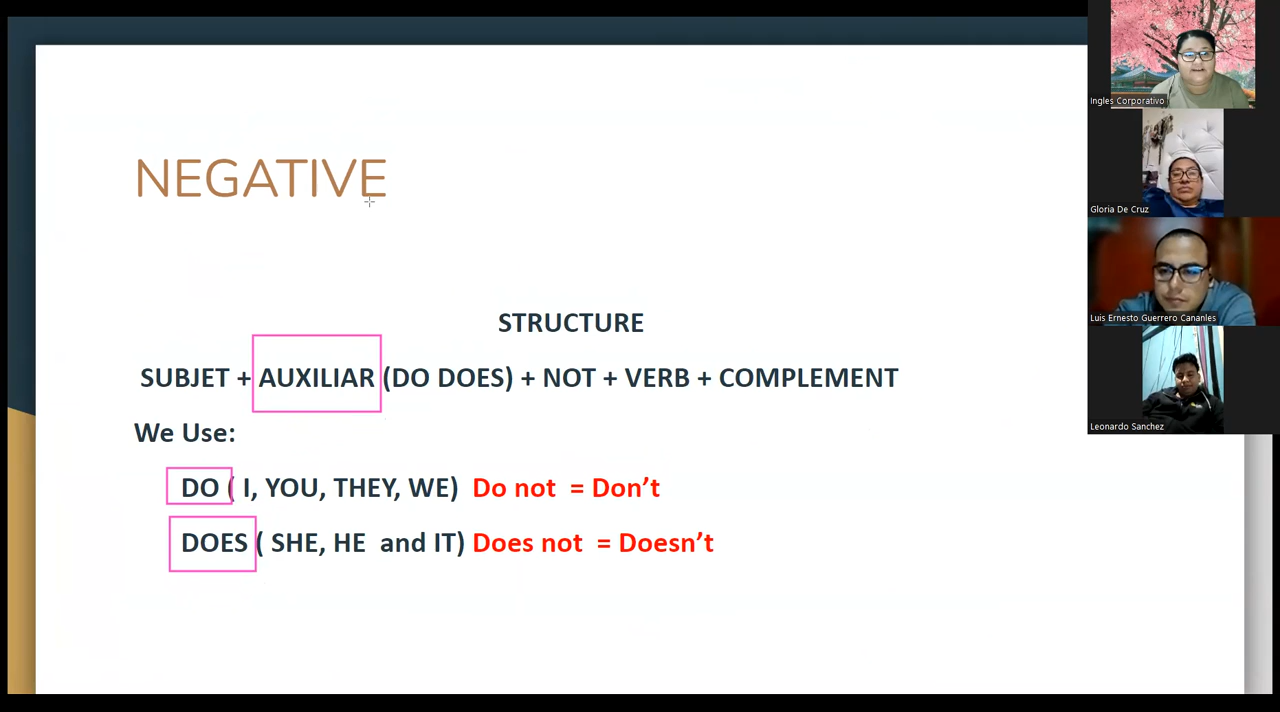 NEGATIVE
STRUCTURE
SUBJET + AUXILIAR (DO DOES) + NOT + VERB + COMPLEMENT
We Use:
DO ( I, YOU, THEY, WE) Do not = Don’t
DOES ( SHE, HE and IT) Does not = Doesn’t
Ingles Corporativo
Gloria De Cruz
Luis Ernesto Guerrero Cananles
Leonardo Sanchez